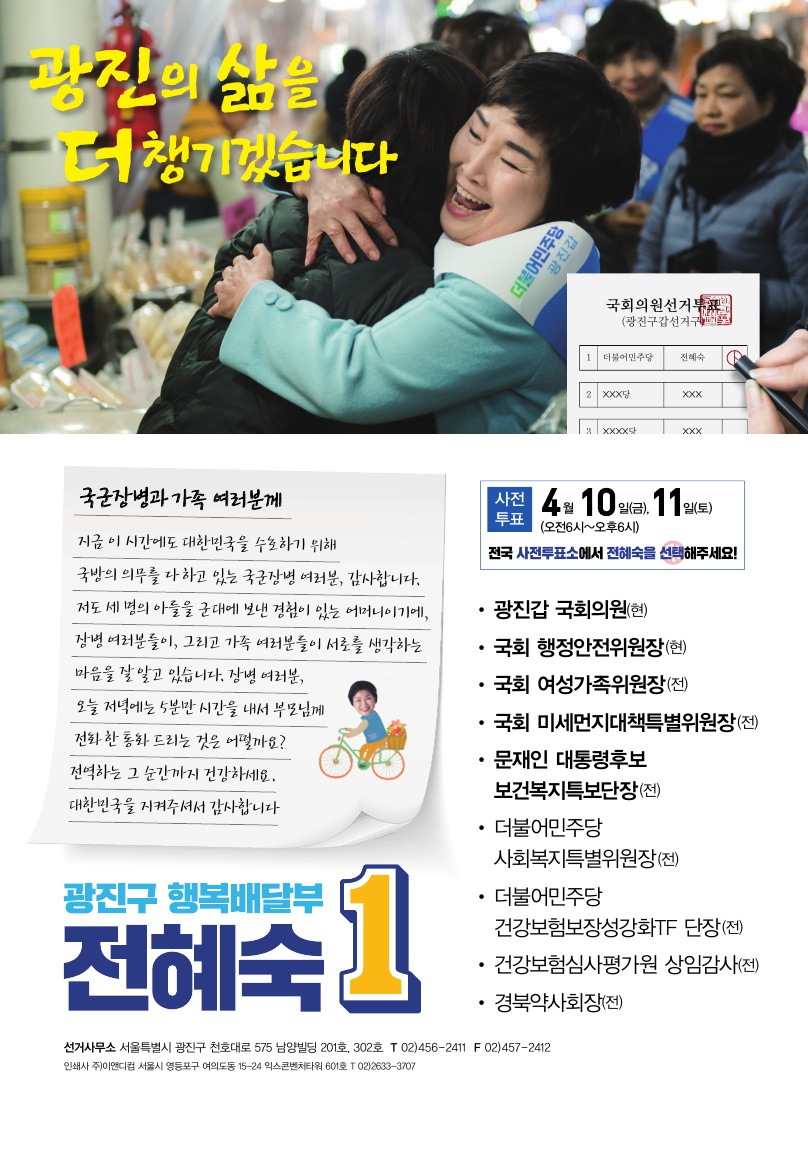 광진의 삶을
더 챙기겠습니다
더불어민주당
광진갑
국회의원선거투표
(광진구갑선거구)
1 더불어민주당 전혜숙
2 XXX당 XXX
3 XXXX당 XXX
국군장병과 가족 여러분께
지금 이 시간에도 대한민국을 수호하기 위해
국방의 의무를 다하고 있는 국군장병 여러분, 감사합니다.
저도 세 명의 아들을 군대에 보낸 경험이 있는 어머니이기에,
장병 여러분들이, 그리고 가족 여러분들이 서로를 생각하는
마음을 잘 알고 있습니다. 장병 여러분,
오늘 저녁에는 5분만 시간을 내서 부모님께
전화 한 통화 드리는 것은 어떨까요?
전역하는 그 순간까지 건강하세요.
대한민국을 지켜주셔서 감사합니다
광진구 행복배달부
전혜숙 1
사전투표 4월 10일(금), 11일(토)
(오전6시~오후6시)
전국 사전투표소에서 전혜숙을 선택해주세요!
• 광진갑 국회의원(현)
• 국회 행정안전위원장(현)
• 국회 여성가족위원장(전)
• 국회 미세먼지대책특별위원장(전)
• 문재인 대통령후보
보건복지특보단장(전)
• 더불어민주당
사회복지특별위원장(전)
• 더불어민주당
건강보험보장성강화TF 단장(전)
• 건강보험심사평가원 상임감사(전)
• 경북약사회장(전)
선거사무소 서울특별시 광진구 천호대로 575 남양빌딩 201호, 302호 T 02)456-2411 F 02)457-2412
인쇄사 주)이앤디컴 서울시 영등포구 여의도동 15-24 익스콘벤처타워 601호 T 02)2633-3707